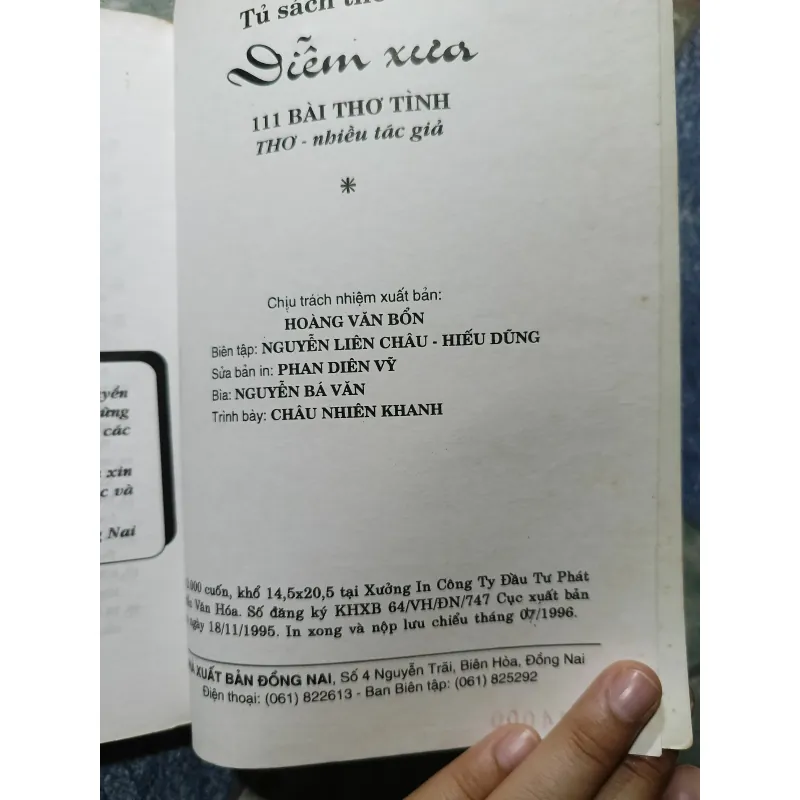 Tủ sách
Diễm xưa
111 BÀI THƠ TÌNH
THƠ - nhiều tác giả
Chịu trách nhiệm xuất bản:
HOÀNG VĂN BỔN
Biên tập: NGUYỄN LIÊN CHÂU - HIẾU DŨNG
Sửa bản in: PHAN DIÊN VỸ
Bìa: NGUYỄN BÁ VĂN
Trình bày: CHÂU NHIÊN KHANH
các
xin
và
Nai
cuốn, khổ 14,5x20,5 tại Xưởng In Công Ty Đầu Tư Phát
Văn Hóa. Số đăng ký KHXB 64/VH/ĐN/747 Cục xuất bản
ngày 18/11/1995. In xong và nộp lưu chiểu tháng 07/1996.
XUẤT BẢN ĐỒNG NAI, Số 4 Nguyễn Trãi, Biên Hòa, Đồng Nai
Điện thoại: (061) 822613 - Ban Biên tập: (061) 825292